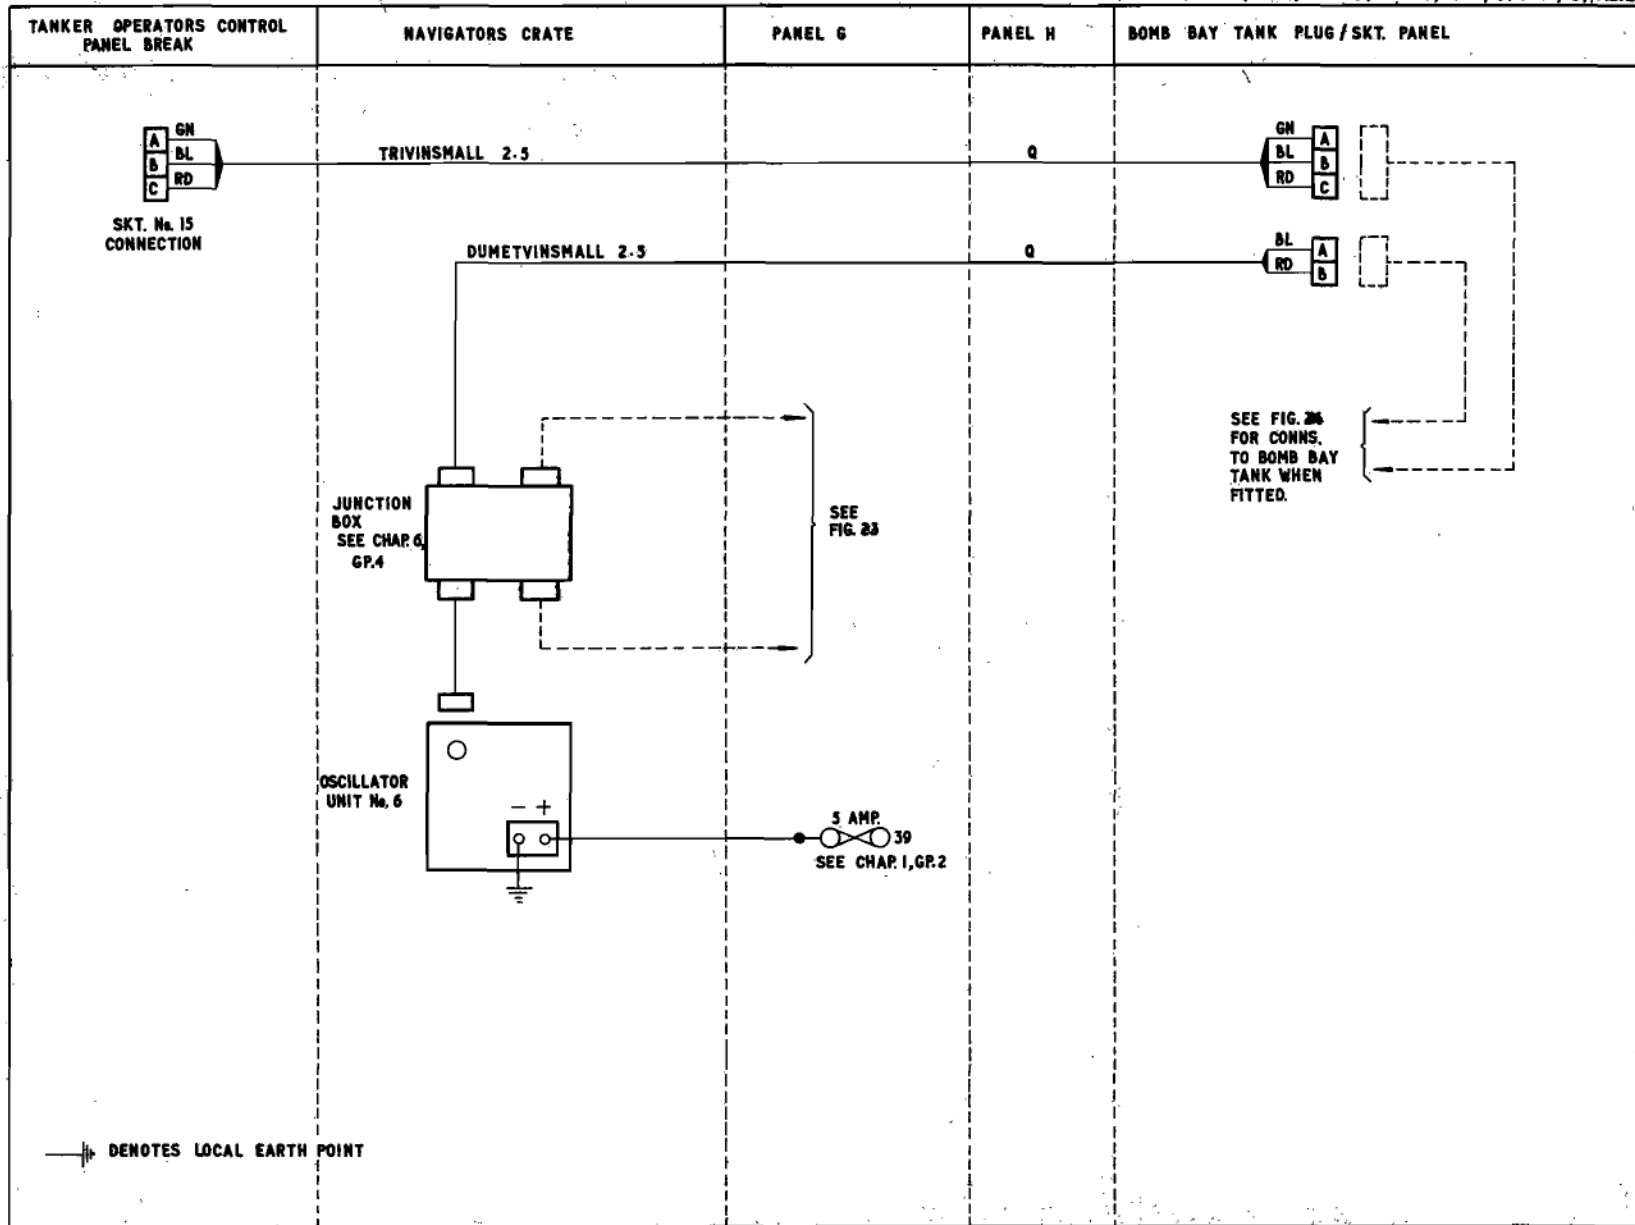 TANKER OPERATORS CONTROL
PANEL BREAK
NAVIGATORS CRATE
PANEL G
PANEL H
BOMB BAY TANK PLUG/SKT. PANEL
A GN
B BL
C RD
SKT. No. 15
CONNECTION
TRIVINSMALL 2.5
Q
GN A
BL B
RD C
DUMETVINSMALL 2.5
Q
BL A
RD B
SEE FIG.
FOR CONNS.
TO BOMB BAY
TANK WHEN
FITTED.
JUNCTION
BOX
SEE CHAP. 6,
GP.4
SEE
FIG. 23
OSCILLATOR
UNIT No. 6
- +
5 AMP.
39
SEE CHAP. 1, GP. 2
DENOTES LOCAL EARTH POINT